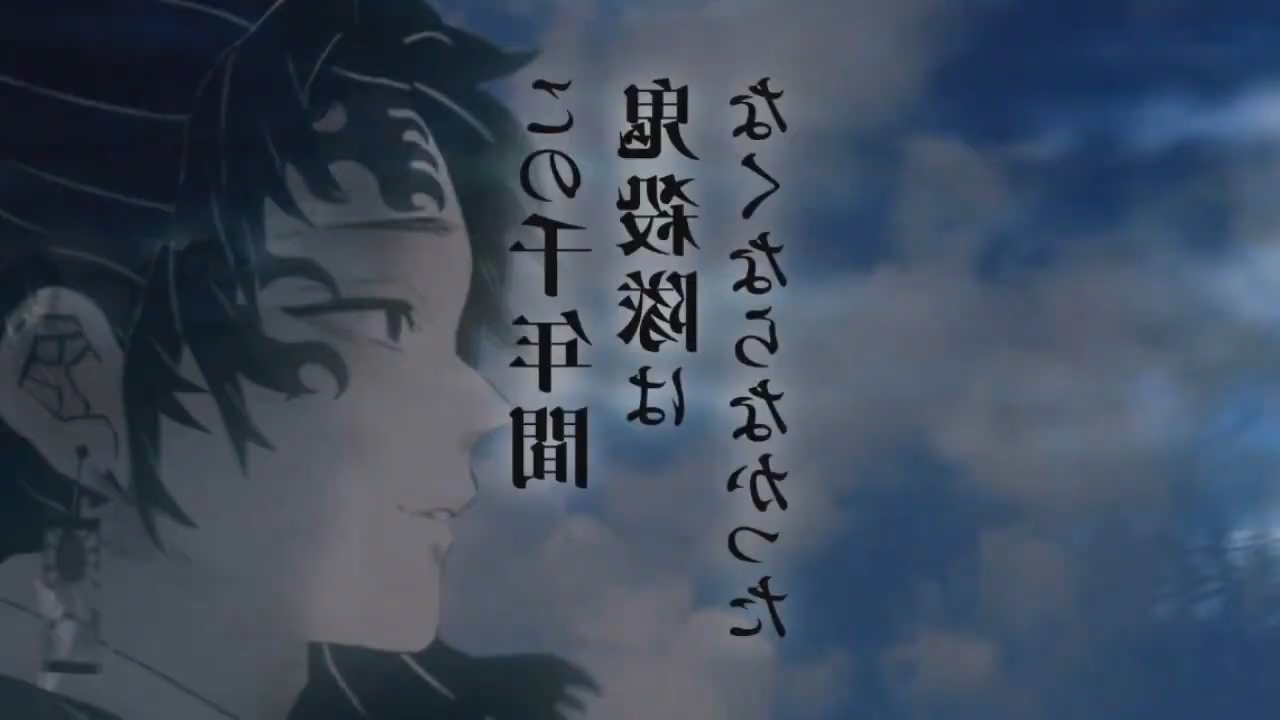 この千年間
鬼殺隊は
なくならなかった